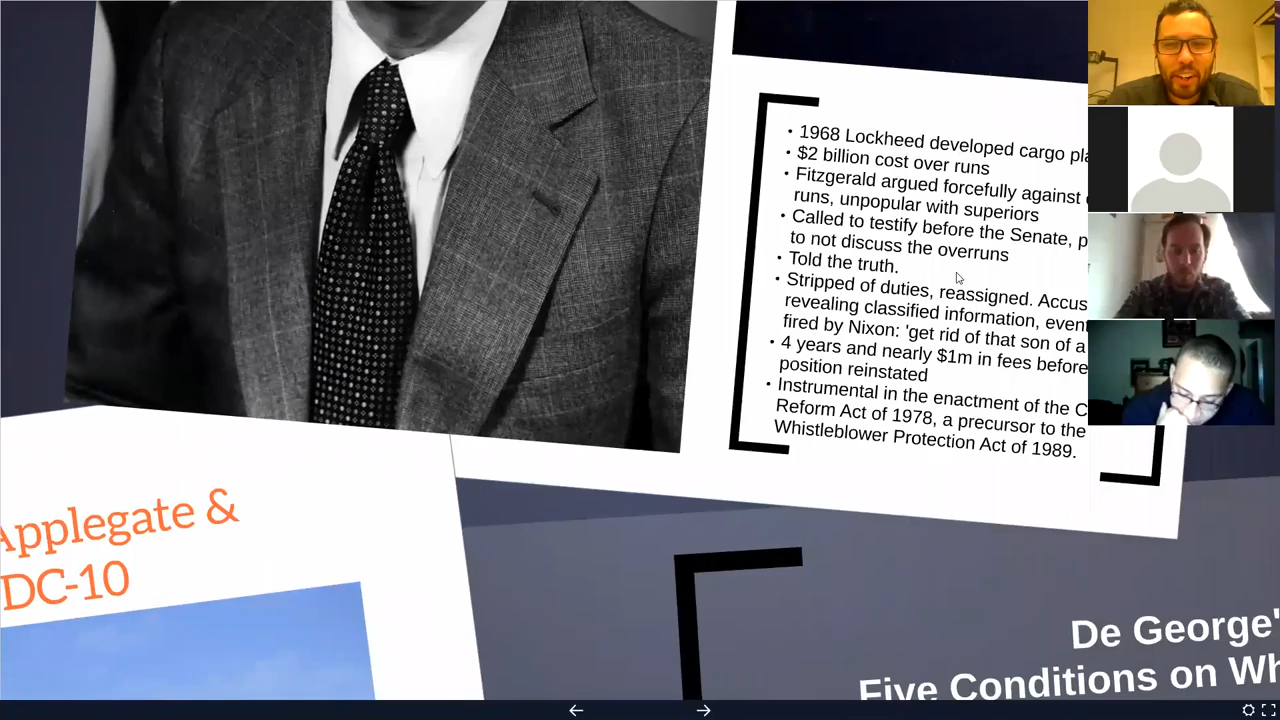 • 1968 Lockheed developed cargo
• $2 billion cost over runs
• Fitzgerald argued forcefully against
runs, unpopular with superiors
• Called to testify before the Senate,
to not discuss the overruns
• Told the truth.
• Stripped of duties, reassigned.
revealing classified information,
fired by Nixon: 'get rid of that son of a
• 4 years and nearly $1m in fees before
position reinstated
• Instrumental in the enactment of the
Reform Act of 1978, a precursor to the
Whistleblower Protection Act of 1989.
Applegate &
DC-10
De George'
Five Conditions on